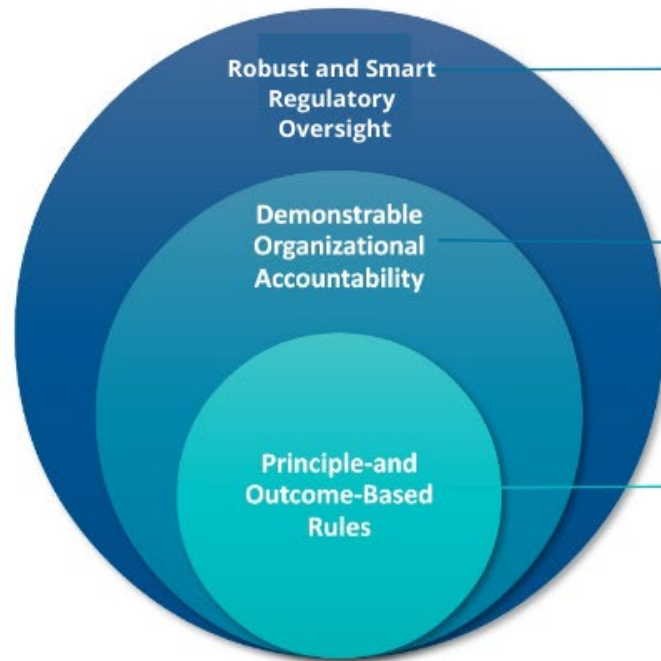 Robust and Smart
Regulatory
Oversight
Demonstrable
Organizational
Accountability
Principle-and
Outcome-Based
Rules